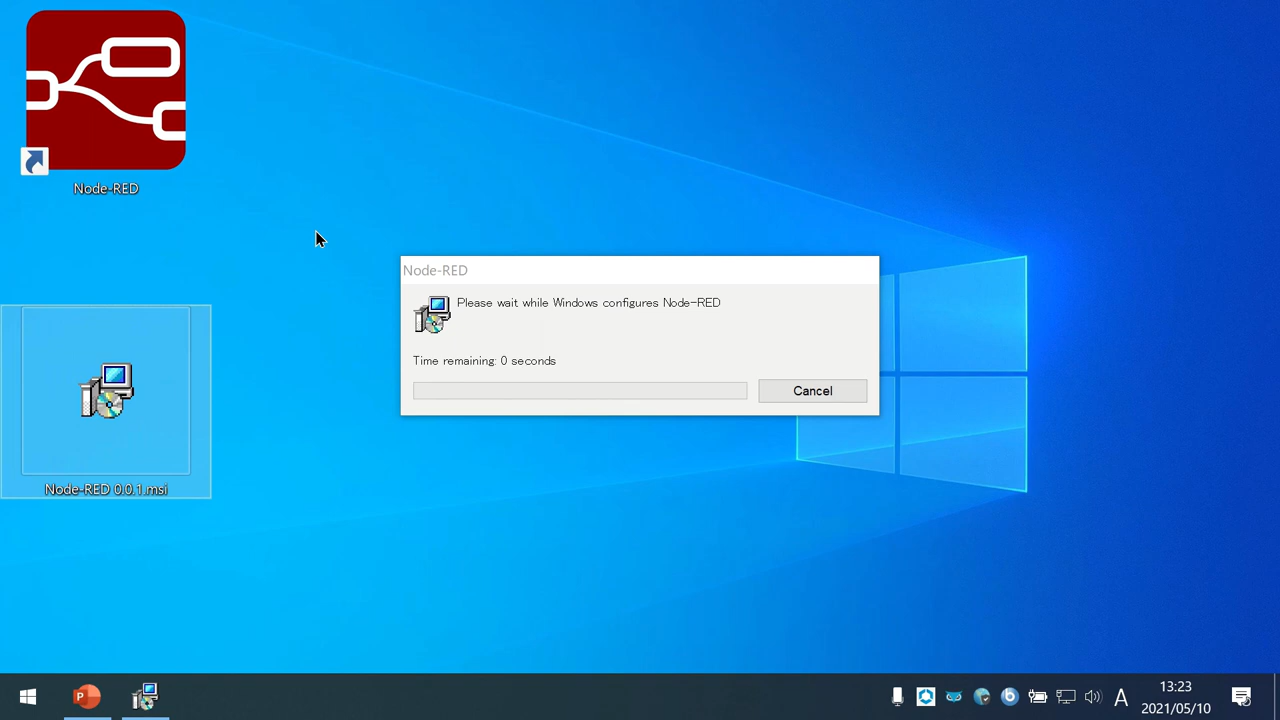 Node-RED
Node-RED
Please wait while Windows configures Node-RED
Time remaining: 0 seconds
Cancel
Node-RED 0.0.1.msi
P
b
A
13:23
2021/05/10